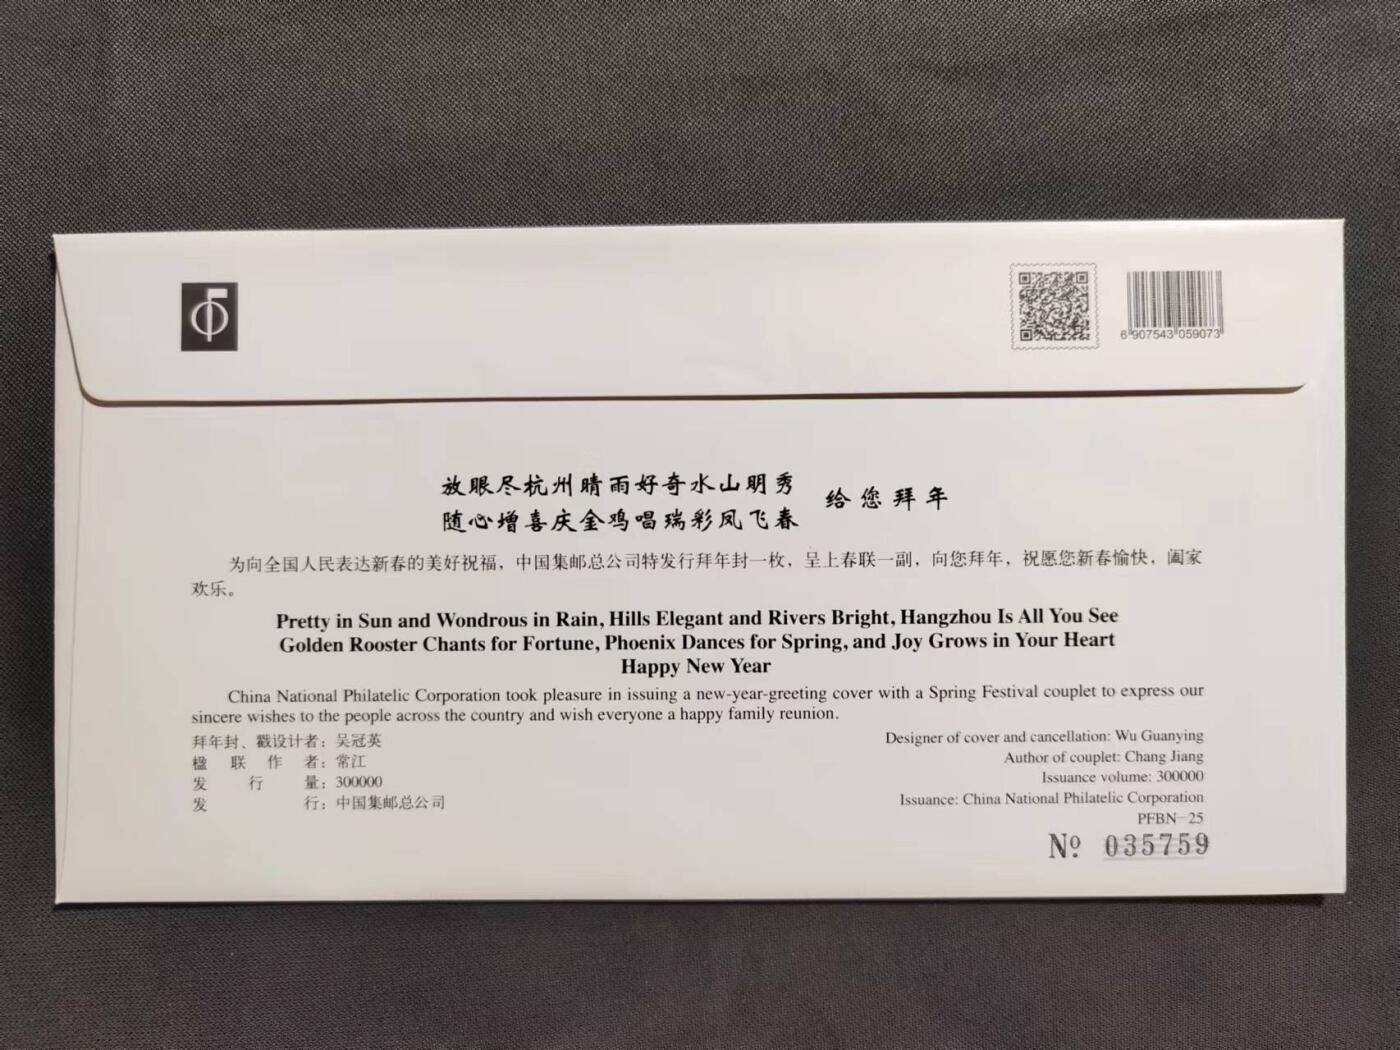 6 907543 059073
放眼尽杭州晴雨好奇水山明秀
随心增喜庆金鸡唱瑞彩凤飞春
给您拜年
为向全国人民表达新春的美好祝福，中国集邮总公司特发行拜年封一枚，呈上春联一副，向您拜年，祝愿您新春愉快，阖家
欢乐。
Pretty in Sun and Wondrous in Rain, Hills Elegant and Rivers Bright, Hangzhou Is All You See
Golden Rooster Chants for Fortune, Phoenix Dances for Spring, and Joy Grows in Your Heart
Happy New Year
China National Philatelic Corporation took pleasure in issuing a new-year-greeting cover with a Spring Festival couplet to express our
sincere wishes to the people across the country and wish everyone a happy family reunion.
拜年封、戳设计者：吴冠英
楹联作者：常江
发行量：300000
发行：中国集邮总公司
Designer of cover and cancellation: Wu Guanying
Author of couplet: Chang Jiang
Issuance volume: 300000
Issuance: China National Philatelic Corporation
PFBN-25
Nº 035759